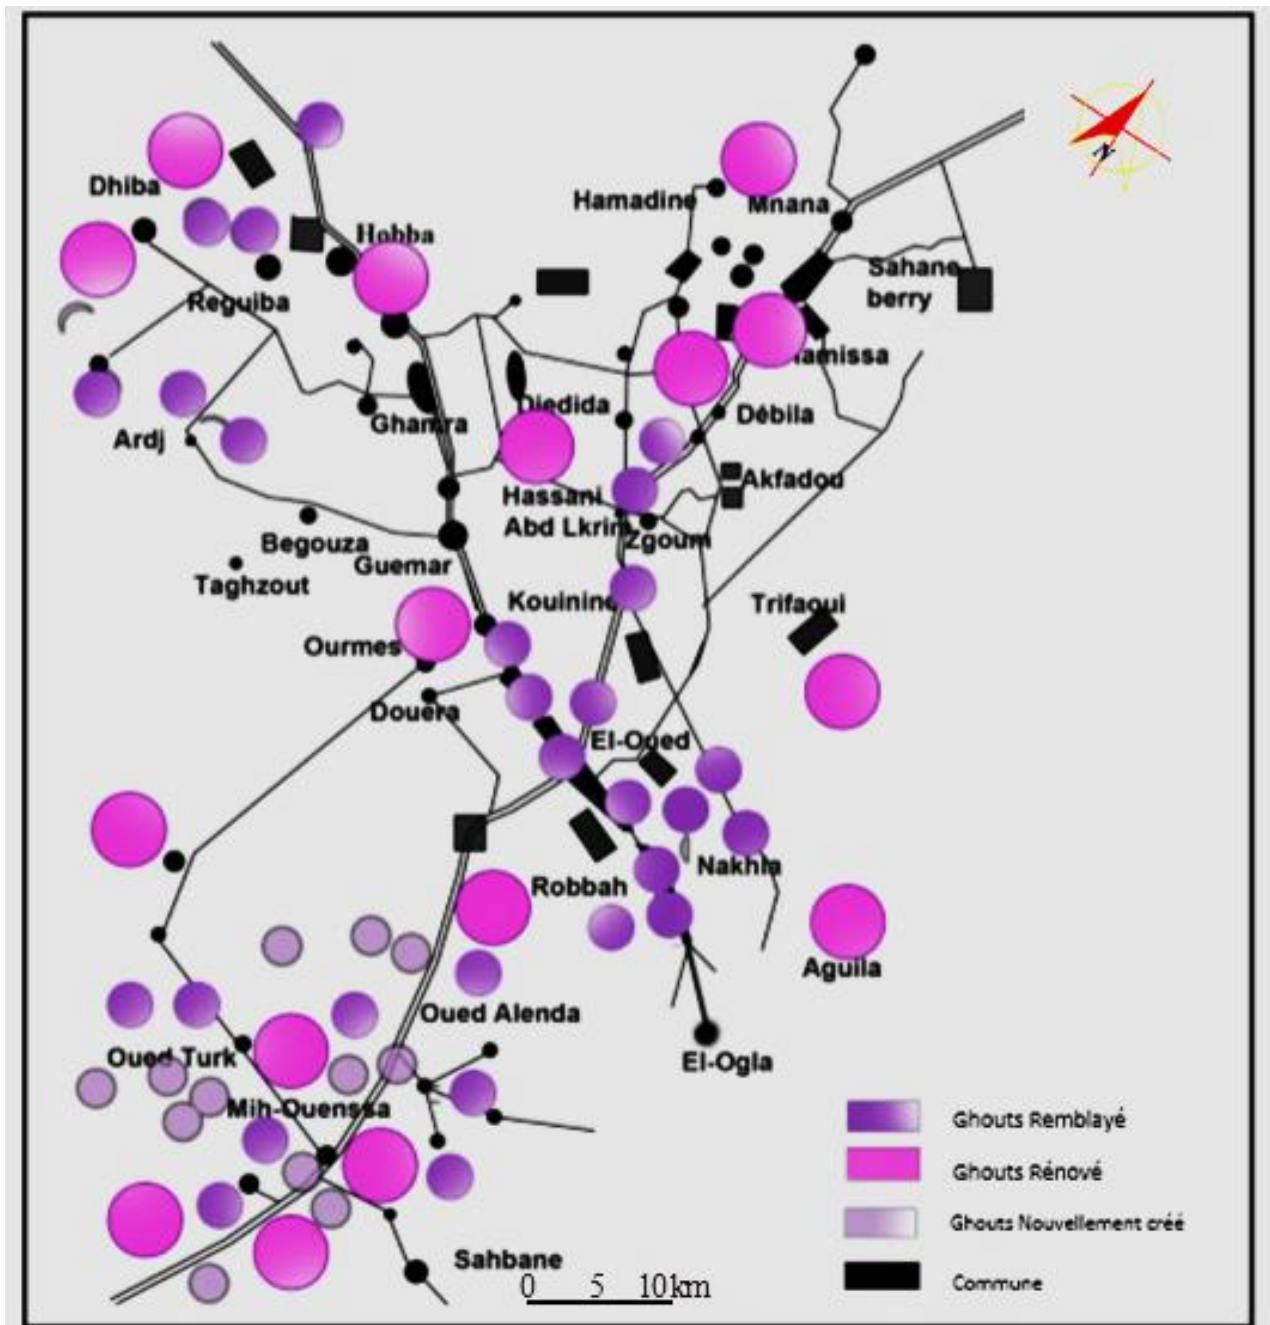 Dhiba
Hamadine
Mnana
Hobba
Sahane
berry
Reguiba
Djedida
Débila
Ghamra
Ardj
Akfadou
Hassani
Abd Lkrim
Zgoum
Begouza
Guemar
Taghzout
Kouinine
Trifaoui
Ourmes
Douera
El-Oued
Nakhla
Robbah
Aguila
Oued Alenda
Oued Turk
El-Ogla
Mih-Ouenssa
Sahbane
N
Ghouts Remblayé
Ghouts Rénové
Ghouts Nouvellement créé
Commune
0 5 10km